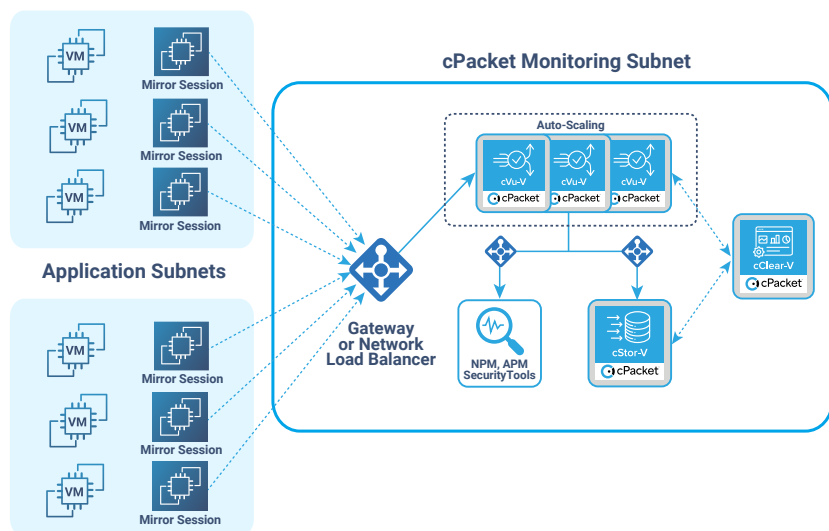 VM
Mirror Session
VM
Mirror Session
VM
Mirror Session
Application Subnets
VM
Mirror Session
VM
Mirror Session
VM
Mirror Session
cPacket Monitoring Subnet
Auto-Scaling
cVu-V
cPacket
cVu-V
cPacket
cVu-V
cPacket
Gateway
or Network
Load Balancer
NPM, APM
SecurityTools
cStor-V
cPacket
cClear-V
cPacket